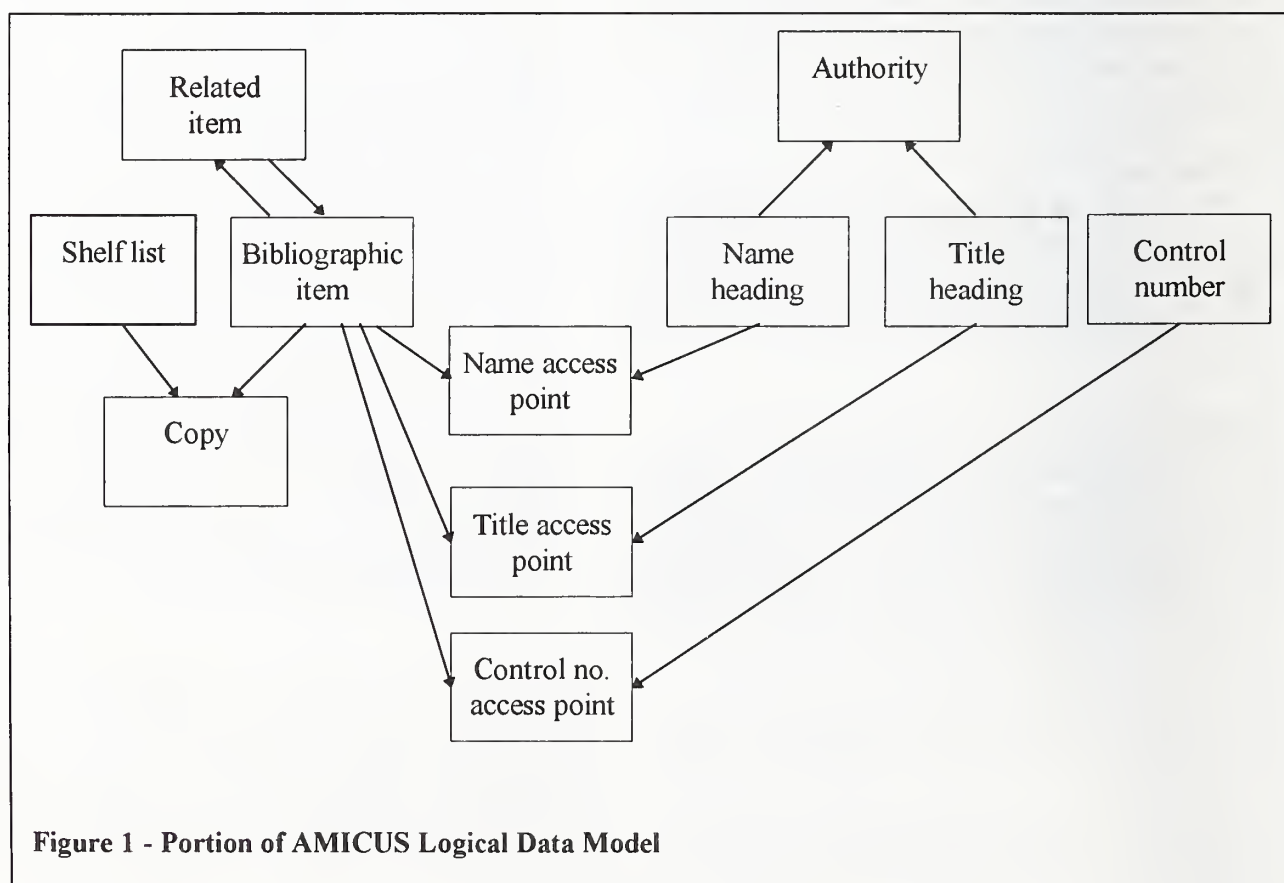 Related
item
Authority
Shelf list
Bibliographic
item
Name
heading
Title
heading
Control
number
Name access
point
Copy
Title access
point
Control no.
access point
Figure 1 - Portion of AMICUS Logical Data Model